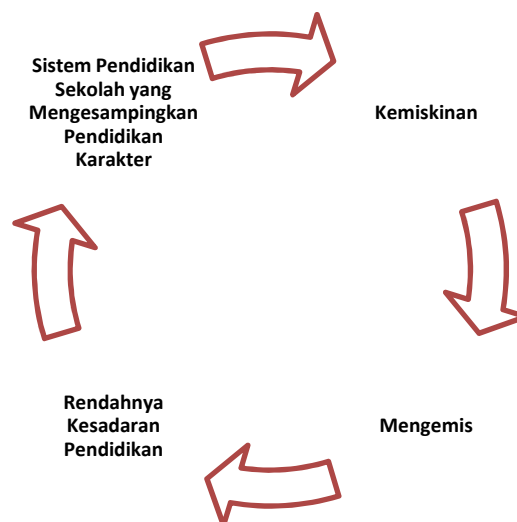 Sistem Pendidikan
Sekolah yang
Mengesampingkan
Pendidikan
Karakter
Kemiskinan
Mengemis
Rendahnya
Kesadaran
Pendidikan